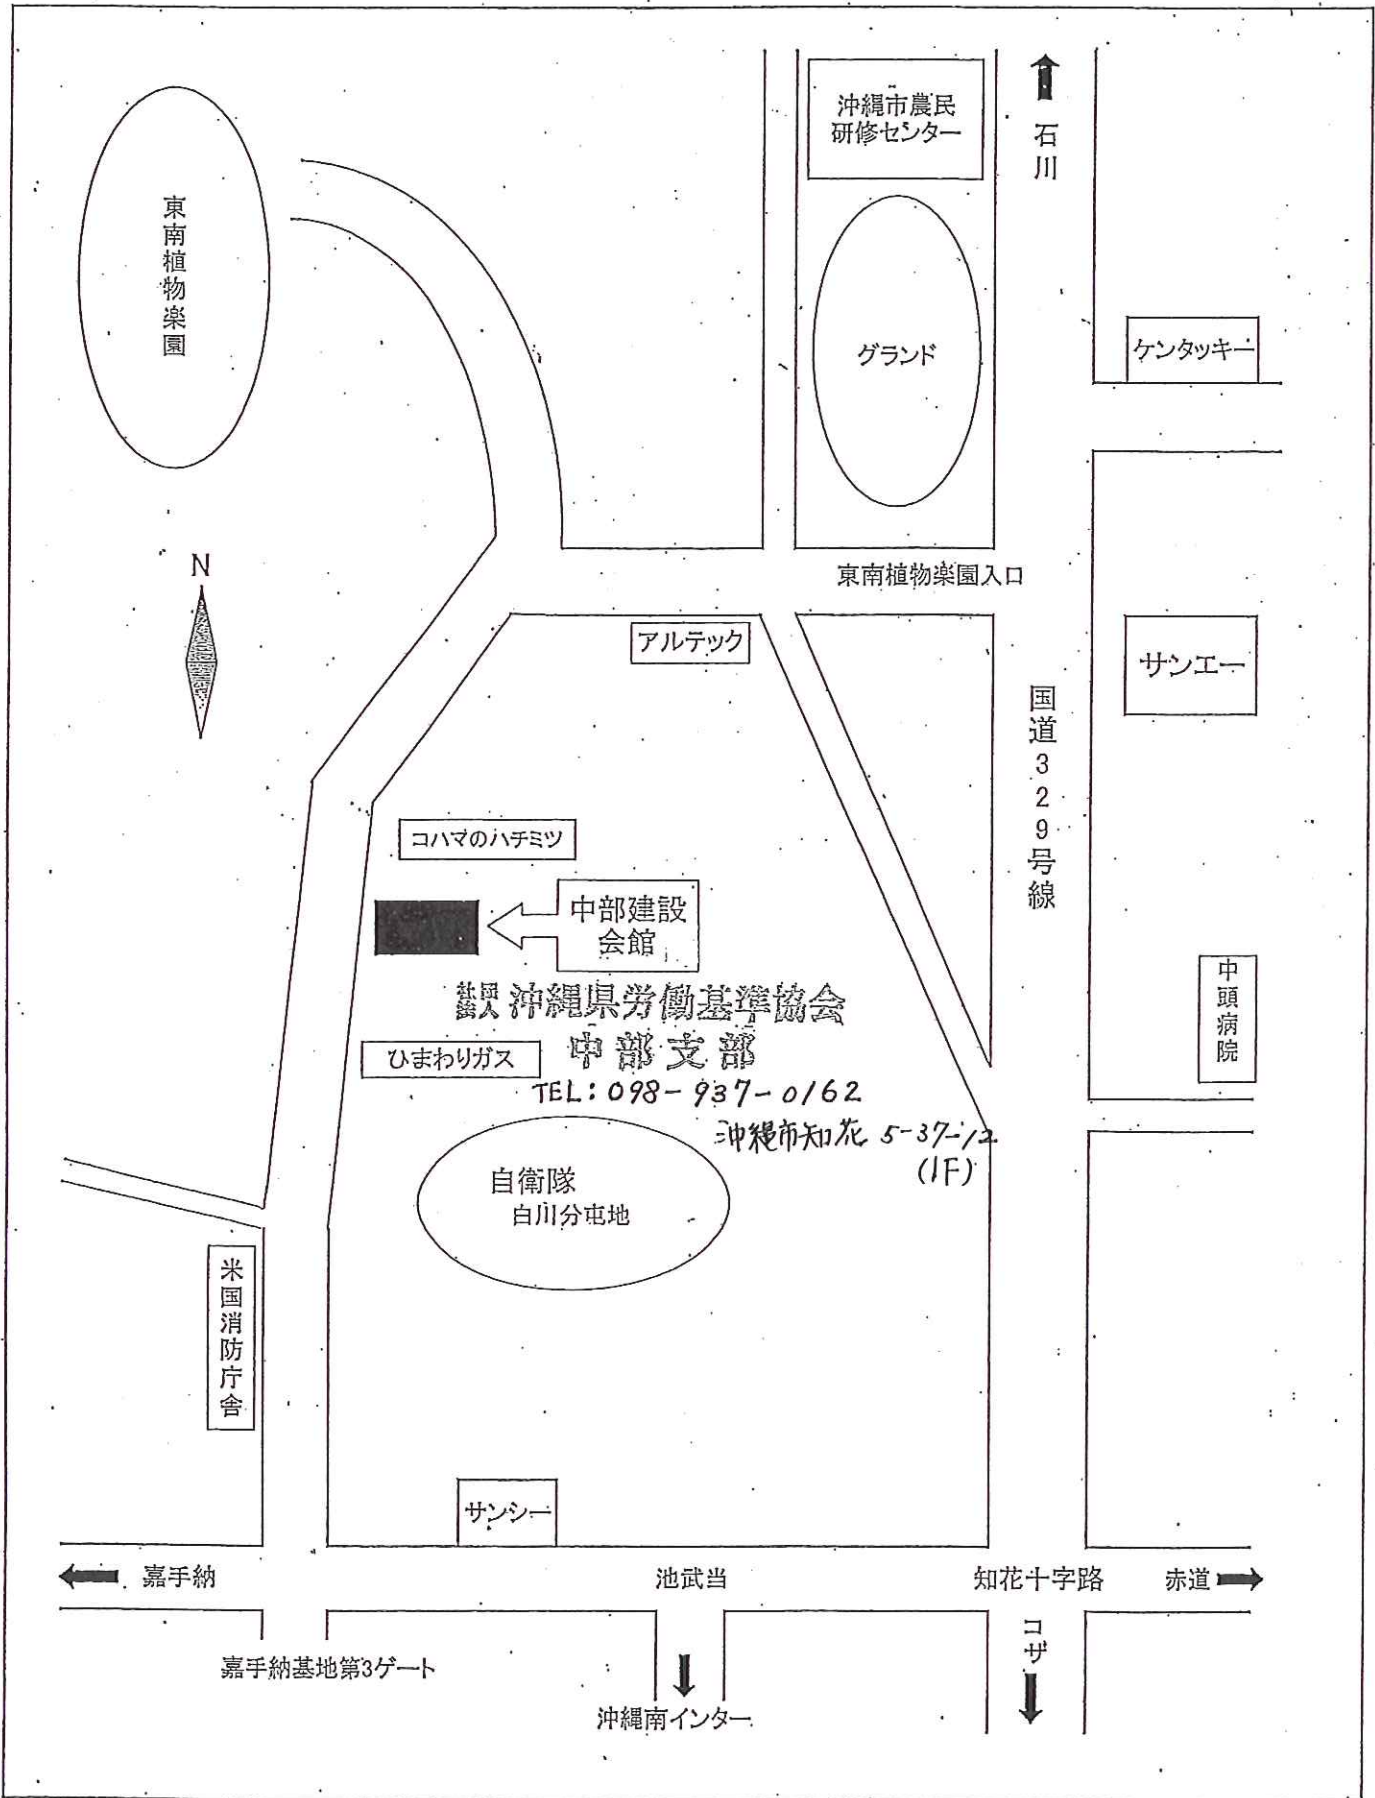 沖縄市農民
研修センター
石川
東南植物楽園
グランド
ケンタッキー
N
東南植物楽園入口
アルテック
サンエー
国道329号線
コハマのハチミツ
中部建設
会館
中頭病院
社団法人 沖縄県労働基準協会
中部支部
ひまわりガス
TEL:098-937-0162
沖縄市知花 5-37-12
(1F)
自衛隊
白川分屯地
米国消防庁舎
サンシー
嘉手納
池武当
知花十字路
赤道
コザ
嘉手納基地第3ゲート
沖縄南インター